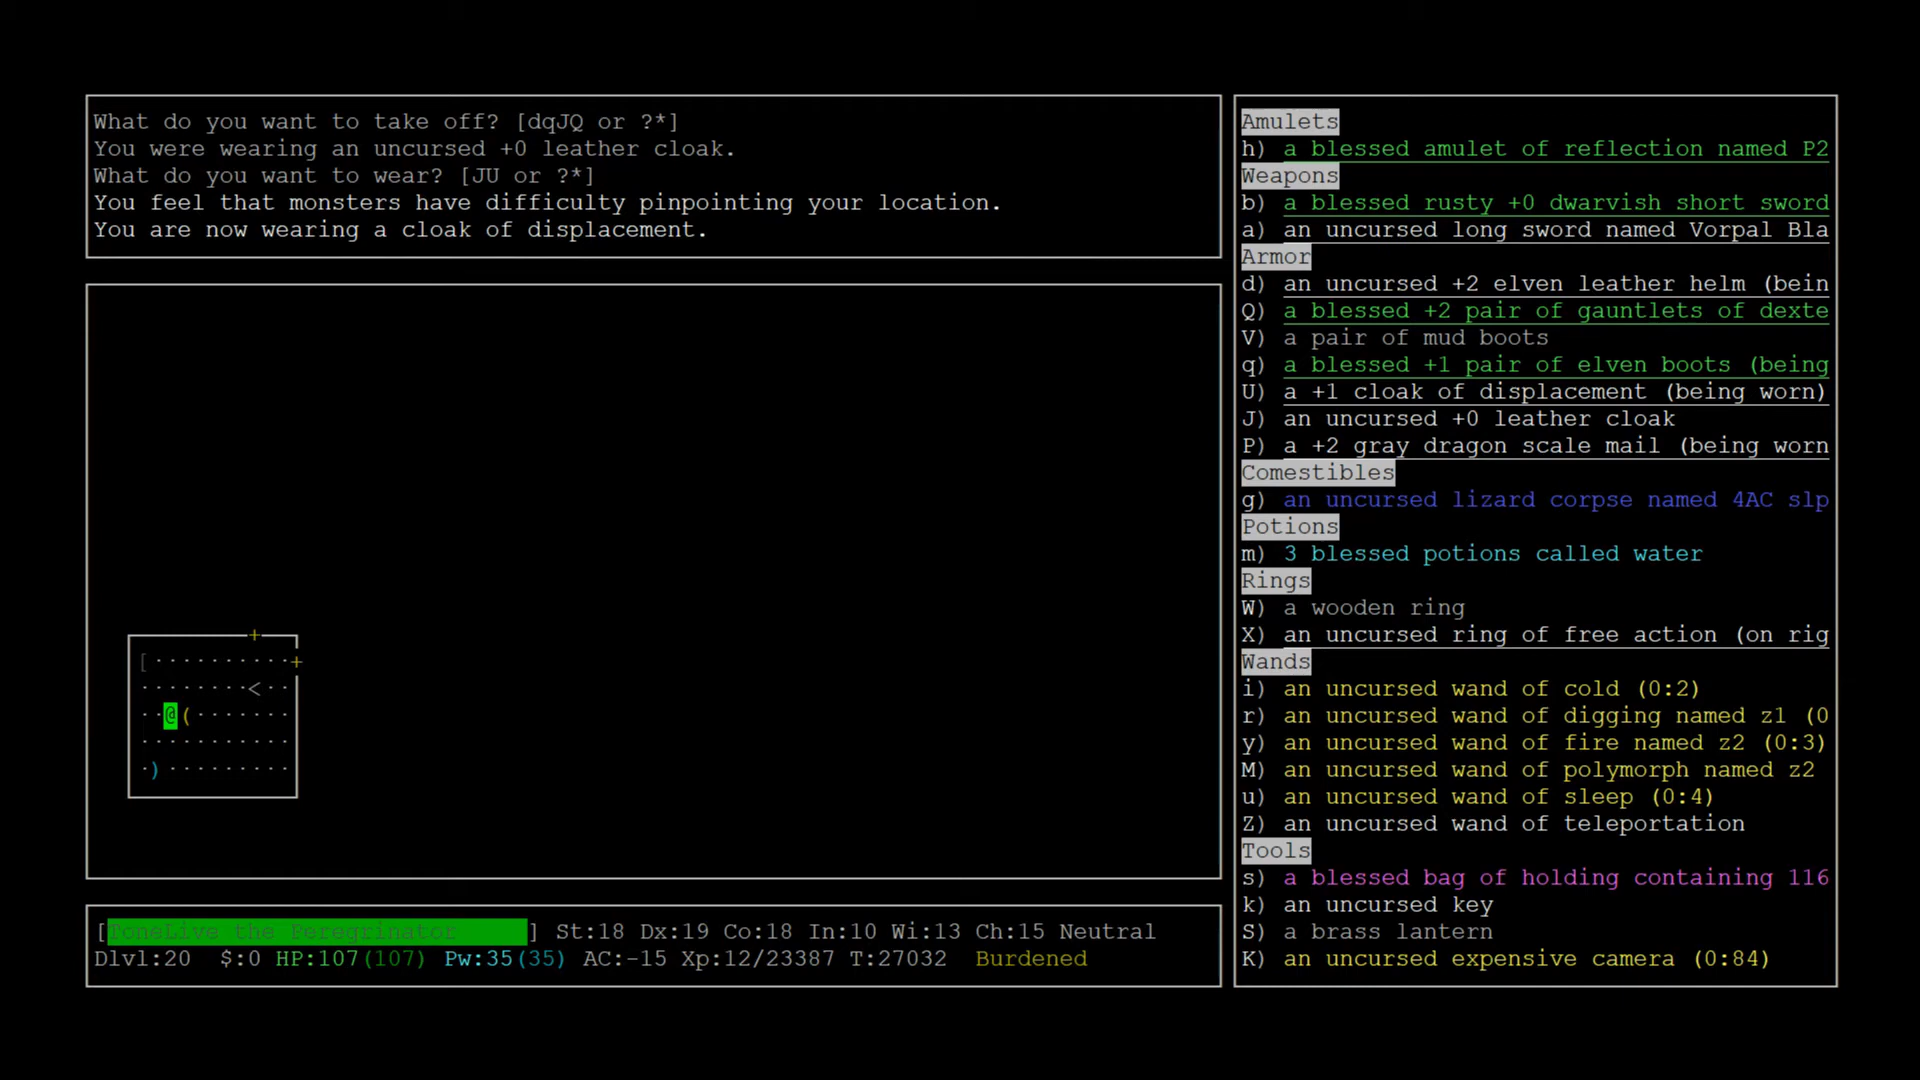 What do you want to take off? [dqJQ or ?*]
You were wearing an uncursed +0 leather cloak.
What do you want to wear? [JU or ?*]
You feel that monsters have difficulty pinpointing your location.
You are now wearing a cloak of displacement.
+
[··········+
·······<··
··@(·······
···········
·)·········
[ToneLive the Peregrinator ] St:18 Dx:19 Co:18 In:10 Wi:13 Ch:15 Neutral
Dlvl:20 $:0 HP:107(107) Pw:35(35) AC:-15 Xp:12/23387 T:27032 Burdened
Amulets
h) a blessed amulet of reflection named P2
Weapons
b) a blessed rusty +0 dwarvish short sword
a) an uncursed long sword named Vorpal Bla
Armor
d) an uncursed +2 elven leather helm (bein
Q) a blessed +2 pair of gauntlets of dexte
V) a pair of mud boots
q) a blessed +1 pair of elven boots (being
U) a +1 cloak of displacement (being worn)
J) an uncursed +0 leather cloak
P) a +2 gray dragon scale mail (being worn
Comestibles
g) an uncursed lizard corpse named 4AC slp
Potions
m) 3 blessed potions called water
Rings
W) a wooden ring
X) an uncursed ring of free action (on rig
Wands
i) an uncursed wand of cold (0:2)
r) an uncursed wand of digging named z1 (0
y) an uncursed wand of fire named z2 (0:3)
M) an uncursed wand of polymorph named z2
u) an uncursed wand of sleep (0:4)
Z) an uncursed wand of teleportation
Tools
s) a blessed bag of holding containing 116
k) an uncursed key
S) a brass lantern
K) an uncursed expensive camera (0:84)